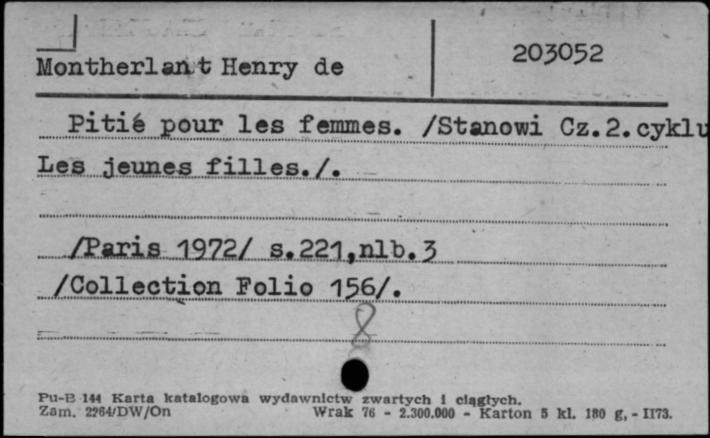 203052
Montherlant Henry de
Pitié pour les femmes. /Stanowi Cz.2.cyklu
Les jeunes filles./.
/Paris 1972/ s.221,nlb.3
/Collection Folio 156/.
8
Pu-B 144 Karta katalogowa wydawnictw zwartych i ciągłych.
Zam. 2264/DW/On Wrak 76 - 2.300.000 - Karton 5 kl. 180 g, - II73.